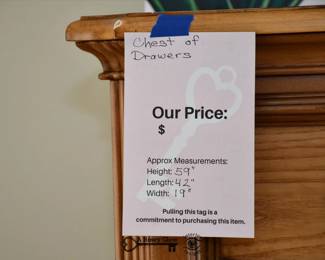 Chest of
Drawers
Our Price:
$
Approx Measurements:
Height: 59"
Length: 42"
Width: 19"
Pulling this tag is a
commitment to purchasing this item.